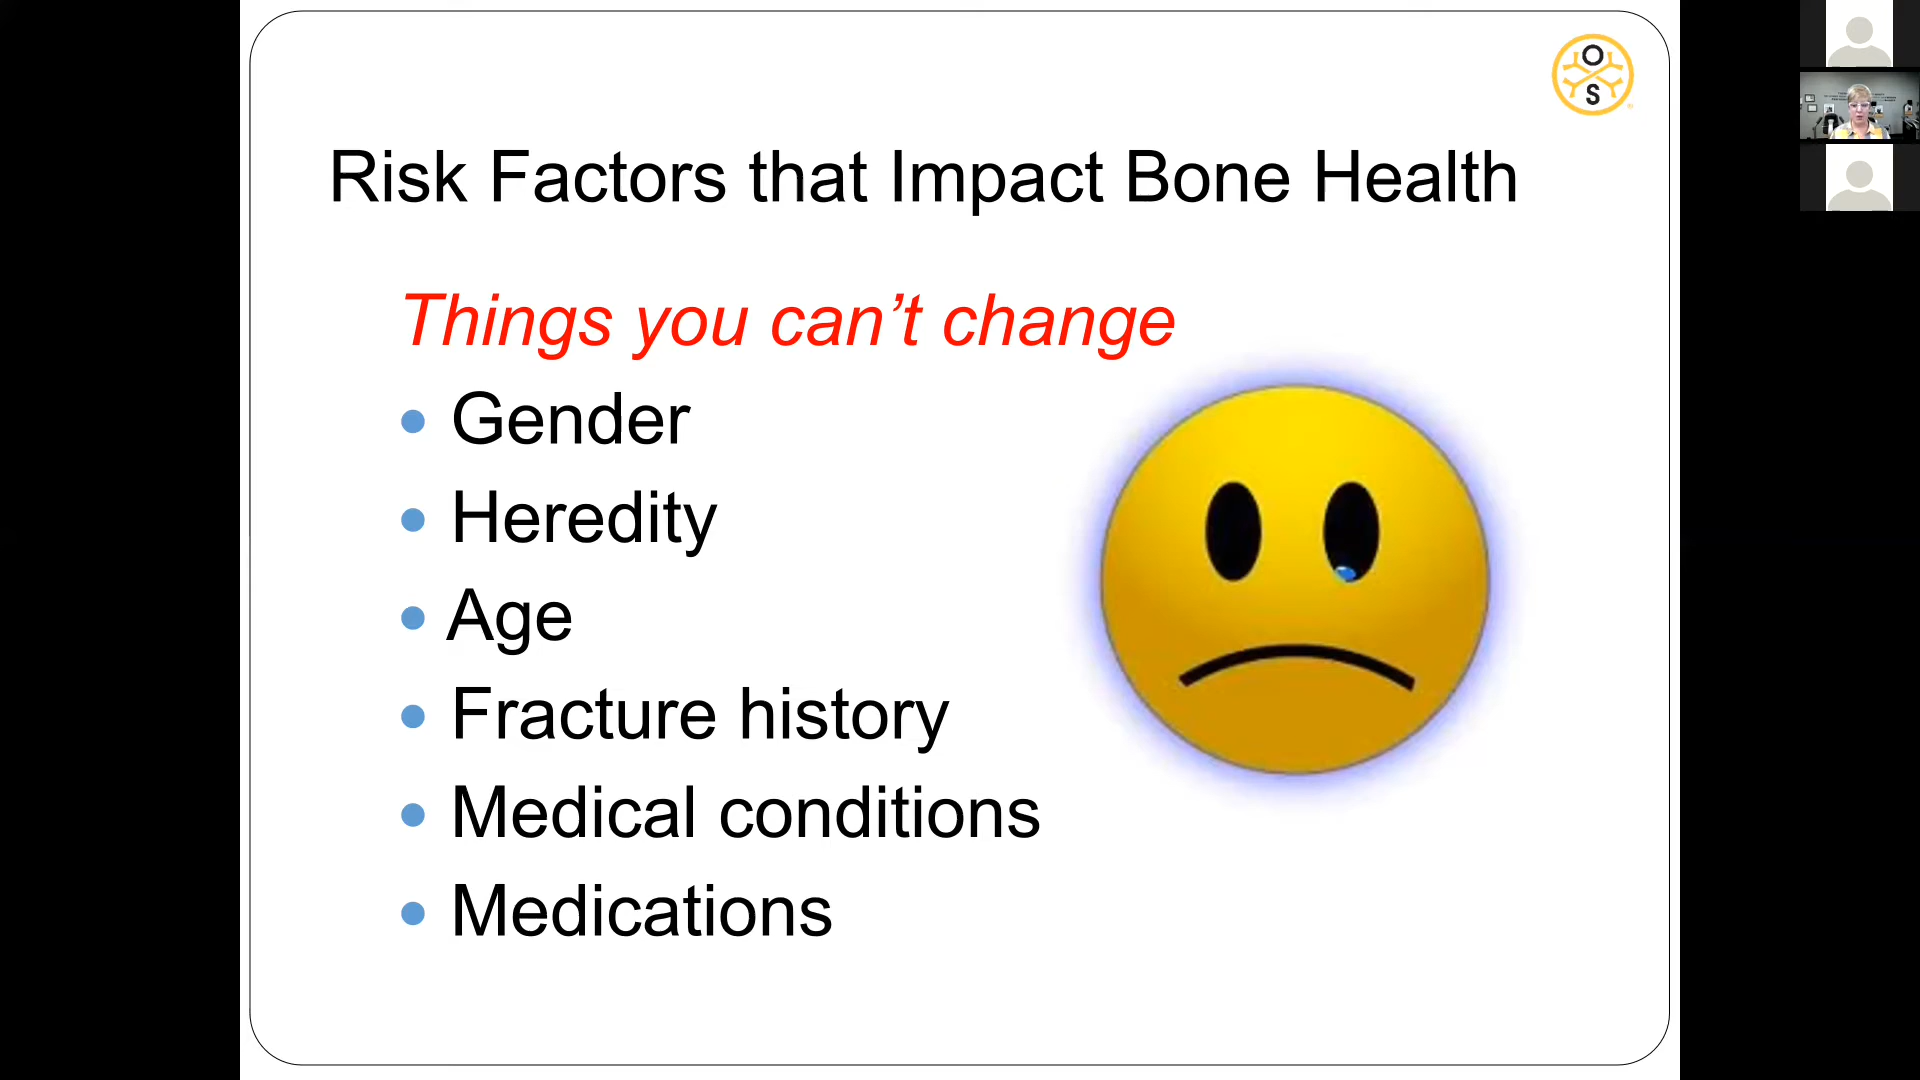 O
S
Risk Factors that Impact Bone Health
Things you can’t change
• Gender
• Heredity
• Age
• Fracture history
• Medical conditions
• Medications